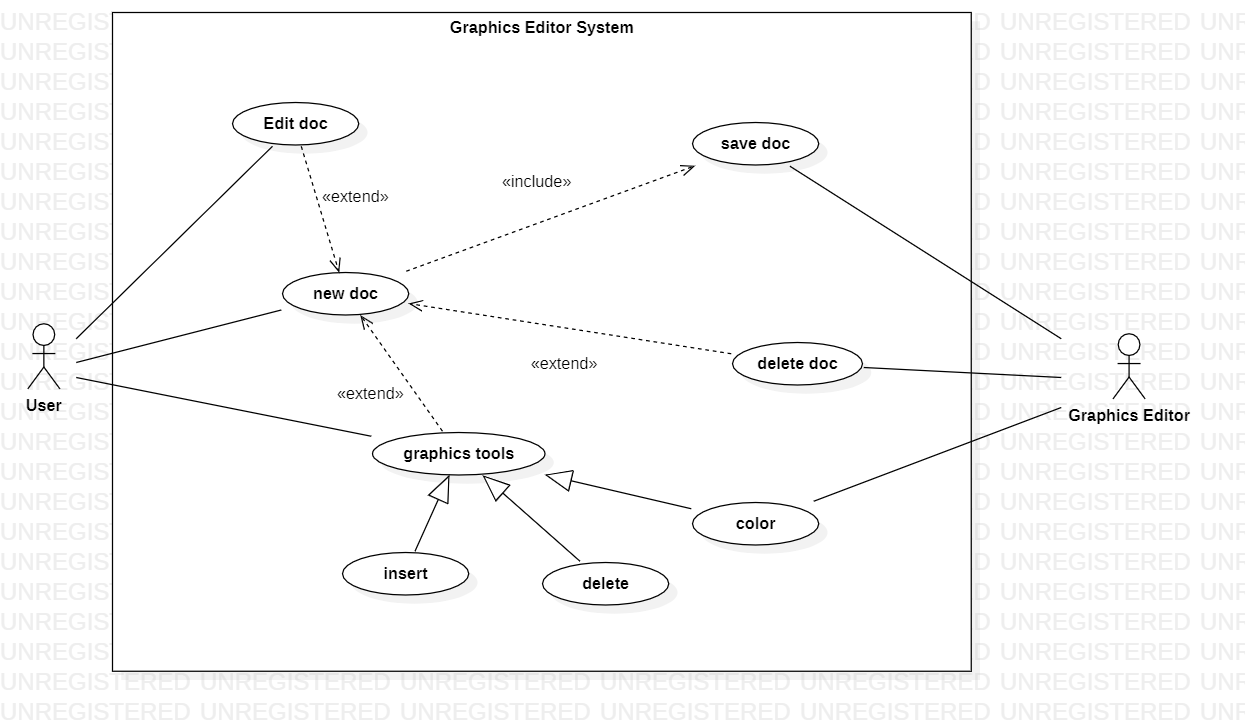 Graphics Editor System
Edit doc
save doc
«include»
«extend»
new doc
delete doc
«extend»
«extend»
User
Graphics Editor
graphics tools
color
insert
delete
UNREGISTERED UNREGISTERED UNREGISTERED UNREGISTERED UNREGISTERED UNREGISTERED